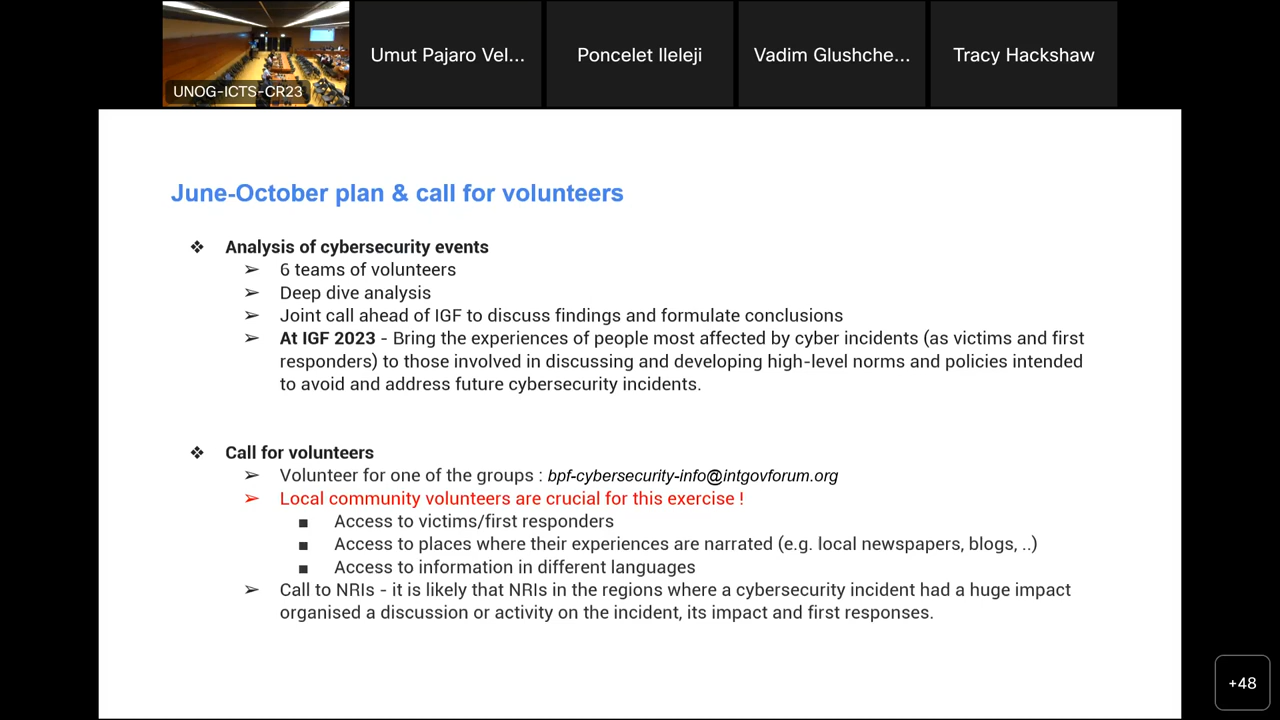 UNOG-ICTS-CR23
Umut Pajaro Vel...
Poncelet Ileleji
Vadim Glushche...
Tracy Hackshaw
June-October plan & call for volunteers
❖ Analysis of cybersecurity events
➢ 6 teams of volunteers
➢ Deep dive analysis
➢ Joint call ahead of IGF to discuss findings and formulate conclusions
➢ At IGF 2023 - Bring the experiences of people most affected by cyber incidents (as victims and first
responders) to those involved in discussing and developing high-level norms and policies intended
to avoid and address future cybersecurity incidents.
❖ Call for volunteers
➢ Volunteer for one of the groups : bpf-cybersecurity-info@intgovforum.org
➢ Local community volunteers are crucial for this exercise !
■ Access to victims/first responders
■ Access to places where their experiences are narrated (e.g. local newspapers, blogs, ..)
■ Access to information in different languages
➢ Call to NRIs - it is likely that NRIs in the regions where a cybersecurity incident had a huge impact
organised a discussion or activity on the incident, its impact and first responses.
+48